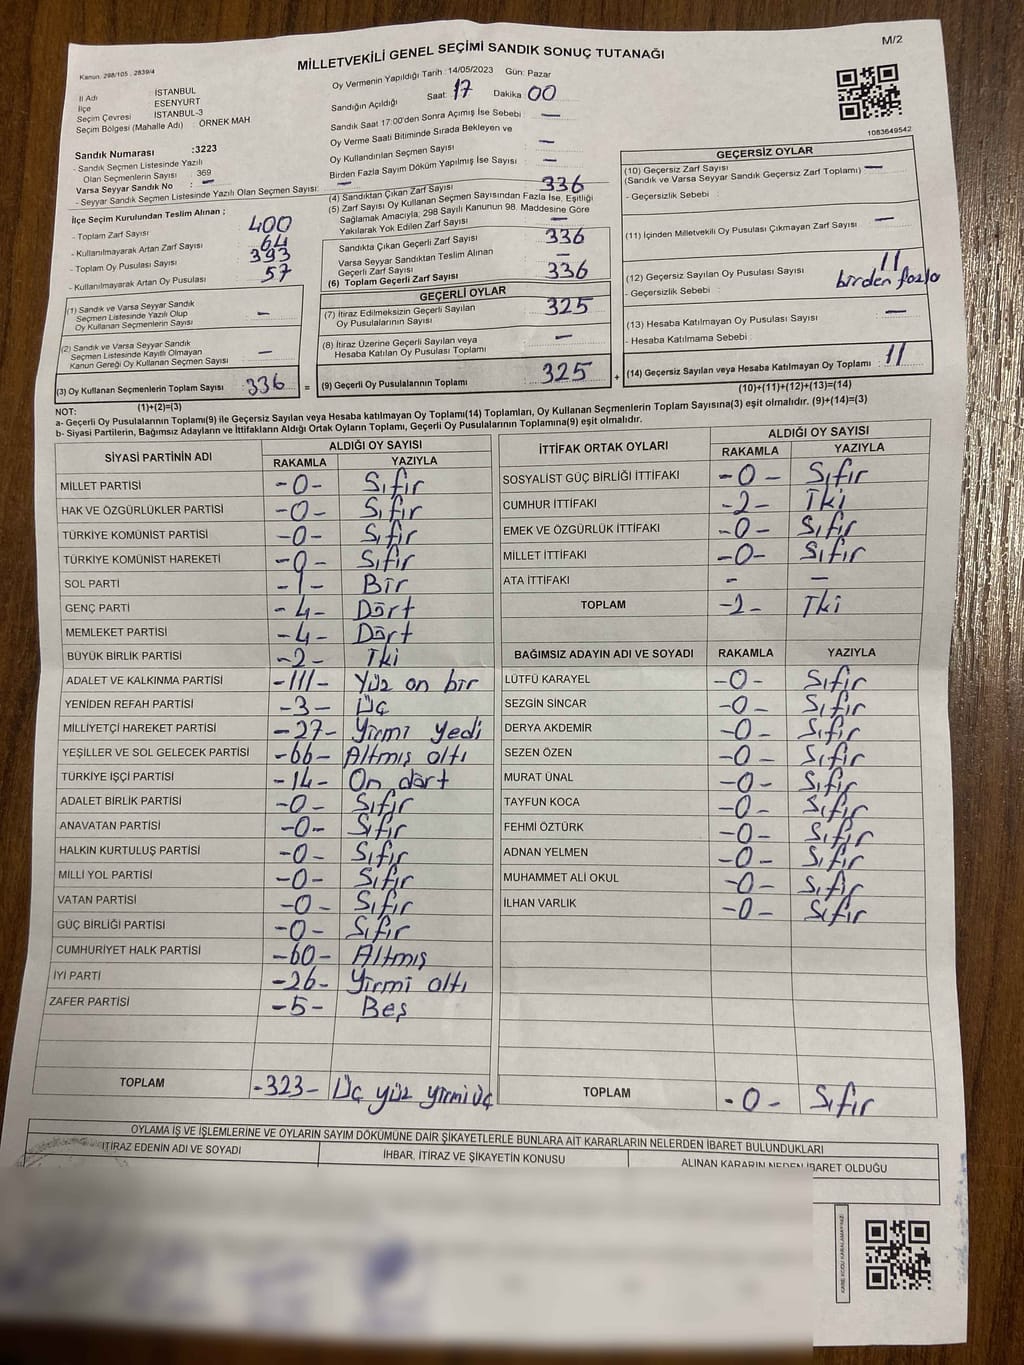 M/2
MİLLETVEKİLİ GENEL SEÇİMİ SANDIK SONUÇ TUTANAĞI
Kanun. 298/105 , 2839/4
İl Adı : İSTANBUL
İlçe : ESENYURT
Seçim Çevresi : İSTANBUL-3
Seçim Bölgesi (Mahalle Adı) : ÖRNEK MAH
Sandık Numarası :3223
- Sandık Seçmen Listesinde Yazılı
Olan Seçmenlerin Sayısı : 369
Varsa Seyyar Sandık No : —
- Seyyar Sandık Seçmen Listesinde Yazılı Olan Seçmen Sayısı: —
İlçe Seçim Kurulundan Teslim Alınan ;
- Toplam Zarf Sayısı : 400
- Kullanılmayarak Artan Zarf Sayısı : 64
- Toplam Oy Pusulası Sayısı : 393
- Kullanılmayarak Artan Oy Pusulası : 57
(1) Sandık ve Varsa Seyyar Sandık
Seçmen Listesinde Yazılı Olup
Oy Kullanan Seçmenlerin Sayısı : —
(2) Sandık ve Varsa Seyyar Sandık
Seçmen Listesinde Kayıtlı Olmayan
Kanun Gereği Oy Kullanan Seçmen Sayısı : —
(3) Oy Kullanan Seçmenlerin Toplam Sayısı : 336
(1)+(2)=(3)
Oy Vermenin Yapıldığı Tarih : 14/05/2023 Gün: Pazar
Sandığın Açıldığı Saat: 17 Dakika 00
Sandık Saat 17:00'den Sonra Açımış İse Sebebi : —
Oy Verme Saati Bitiminde Sırada Bekleyen ve
Oy Kullandırılan Seçmen Sayısı : —
Birden Fazla Sayım Döküm Yapılmış İse Sayısı : —
(4) Sandıktan Çıkan Zarf Sayısı : 336
(5) Zarf Sayısı Oy Kullanan Seçmen Sayısından Fazla İse, Eşitliği
Sağlamak Amacıyla, 298 Sayılı Kanunun 98. Maddesine Göre
Yakılarak Yok Edilen Zarf Sayısı : —
Sandıkta Çıkan Geçerli Zarf Sayısı : 336
Varsa Seyyar Sandıktan Teslim Alınan
Geçerli Zarf Sayısı : —
(6) Toplam Geçerli Zarf Sayısı : 336
GEÇERLİ OYLAR
(7) İtiraz Edilmeksizin Geçerli Sayılan
Oy Pusulalarının Sayısı : 325
(8) İtiraz Üzerine Geçerli Sayılan veya
Hesaba Katılan Oy Pusulası Toplamı : —
= (9) Geçerli Oy Pusulalarının Toplamı : 325
1083649542
GEÇERSİZ OYLAR
(10) Geçersiz Zarf Sayısı
(Sandık ve Varsa Seyyar Sandık Geçersiz Zarf Toplamı) : —
- Geçersizlik Sebebi :
(11) İçinden Milletvekili Oy Pusulası Çıkmayan Zarf Sayısı : —
(12) Geçersiz Sayılan Oy Pusulası Sayısı : 11
- Geçersizlik Sebebi : birden fazla
(13) Hesaba Katılmayan Oy Pusulası Sayısı : —
- Hesaba Katılmama Sebebi :
+ (14) Geçersiz Sayılan veya Hesaba Katılmayan Oy Toplamı : 11
(10)+(11)+(12)+(13)=(14)
NOT:
a- Geçerli Oy Pusulalarının Toplamı(9) ile Geçersiz Sayılan veya Hesaba katılmayan Oy Toplamı(14) Toplamları, Oy Kullanan Seçmenlerin Toplam Sayısına(3) eşit olmalıdır. (9)+(14)=(3)
b- Siyasi Partilerin, Bağımsız Adayların ve İttifakların Aldığı Ortak Oyların Toplamı, Geçerli Oy Pusulalarının Toplamına(9) eşit olmalıdır.
SİYASİ PARTİNİN ADI ALDIĞI OY SAYISI
RAKAMLA YAZIYLA
MİLLET PARTİSİ -0- Sıfır
HAK VE ÖZGÜRLÜKLER PARTİSİ -0- Sıfır
TÜRKİYE KOMÜNİST PARTİSİ -0- Sıfır
TÜRKİYE KOMÜNİST HAREKETİ -0- Sıfır
SOL PARTİ -1- Bir
GENÇ PARTİ -4- Dört
MEMLEKET PARTİSİ -4- Dört
BÜYÜK BİRLİK PARTİSİ -2- İki
ADALET VE KALKINMA PARTİSİ -111- Yüz on bir
YENİDEN REFAH PARTİSİ -3- Üç
MİLLİYETÇİ HAREKET PARTİSİ -27- Yirmi yedi
YEŞİLLER VE SOL GELECEK PARTİSİ -66- Altmış altı
TÜRKİYE İŞÇİ PARTİSİ -14- On dört
ADALET BİRLİK PARTİSİ -0- Sıfır
ANAVATAN PARTİSİ -0- Sıfır
HALKIN KURTULUŞ PARTİSİ -0- Sıfır
MİLLİ YOL PARTİSİ -0- Sıfır
VATAN PARTİSİ -0- Sıfır
GÜÇ BİRLİĞİ PARTİSİ -0- Sıfır
CUMHURİYET HALK PARTİSİ -60- Altmış
İYİ PARTİ -26- Yirmi altı
ZAFER PARTİSİ -5- Beş
TOPLAM -323- Üç yüz yirmi üç
İTTİFAK ORTAK OYLARI ALDIĞI OY SAYISI
RAKAMLA YAZIYLA
SOSYALİST GÜÇ BİRLİĞİ İTTİFAKI -0- Sıfır
CUMHUR İTTİFAKI -2- İki
EMEK VE ÖZGÜRLÜK İTTİFAKI -0- Sıfır
MİLLET İTTİFAKI -0- Sıfır
ATA İTTİFAKI - —
TOPLAM -2- İki
BAĞIMSIZ ADAYIN ADI VE SOYADI RAKAMLA YAZIYLA
LÜTFÜ KARAYEL -0- Sıfır
SEZGİN SİNCAR -0- Sıfır
DERYA AKDEMİR -0- Sıfır
SEZEN ÖZEN -0- Sıfır
MURAT ÜNAL -0- Sıfır
TAYFUN KOCA -0- Sıfır
FEHMİ ÖZTÜRK -0- Sıfır
ADNAN YELMEN -0- Sıfır
MUHAMMET ALİ OKUL -0- Sıfır
İLHAN VARLIK -0- Sıfır
TOPLAM -0- Sıfır
OYLAMA İŞ VE İŞLEMLERİNE VE OYLARIN SAYIM DÖKÜMÜNE DAİR ŞİKAYETLERLE BUNLARA AİT KARARLARIN NELERDEN İBARET BULUNDUKLARI
İTİRAZ EDENİN ADI VE SOYADI İHBAR, İTİRAZ VE ŞİKAYETİN KONUSU ALINAN KARARIN NEDEN İBARET OLDUĞU
KARE KODU KARALAMAYINIZ